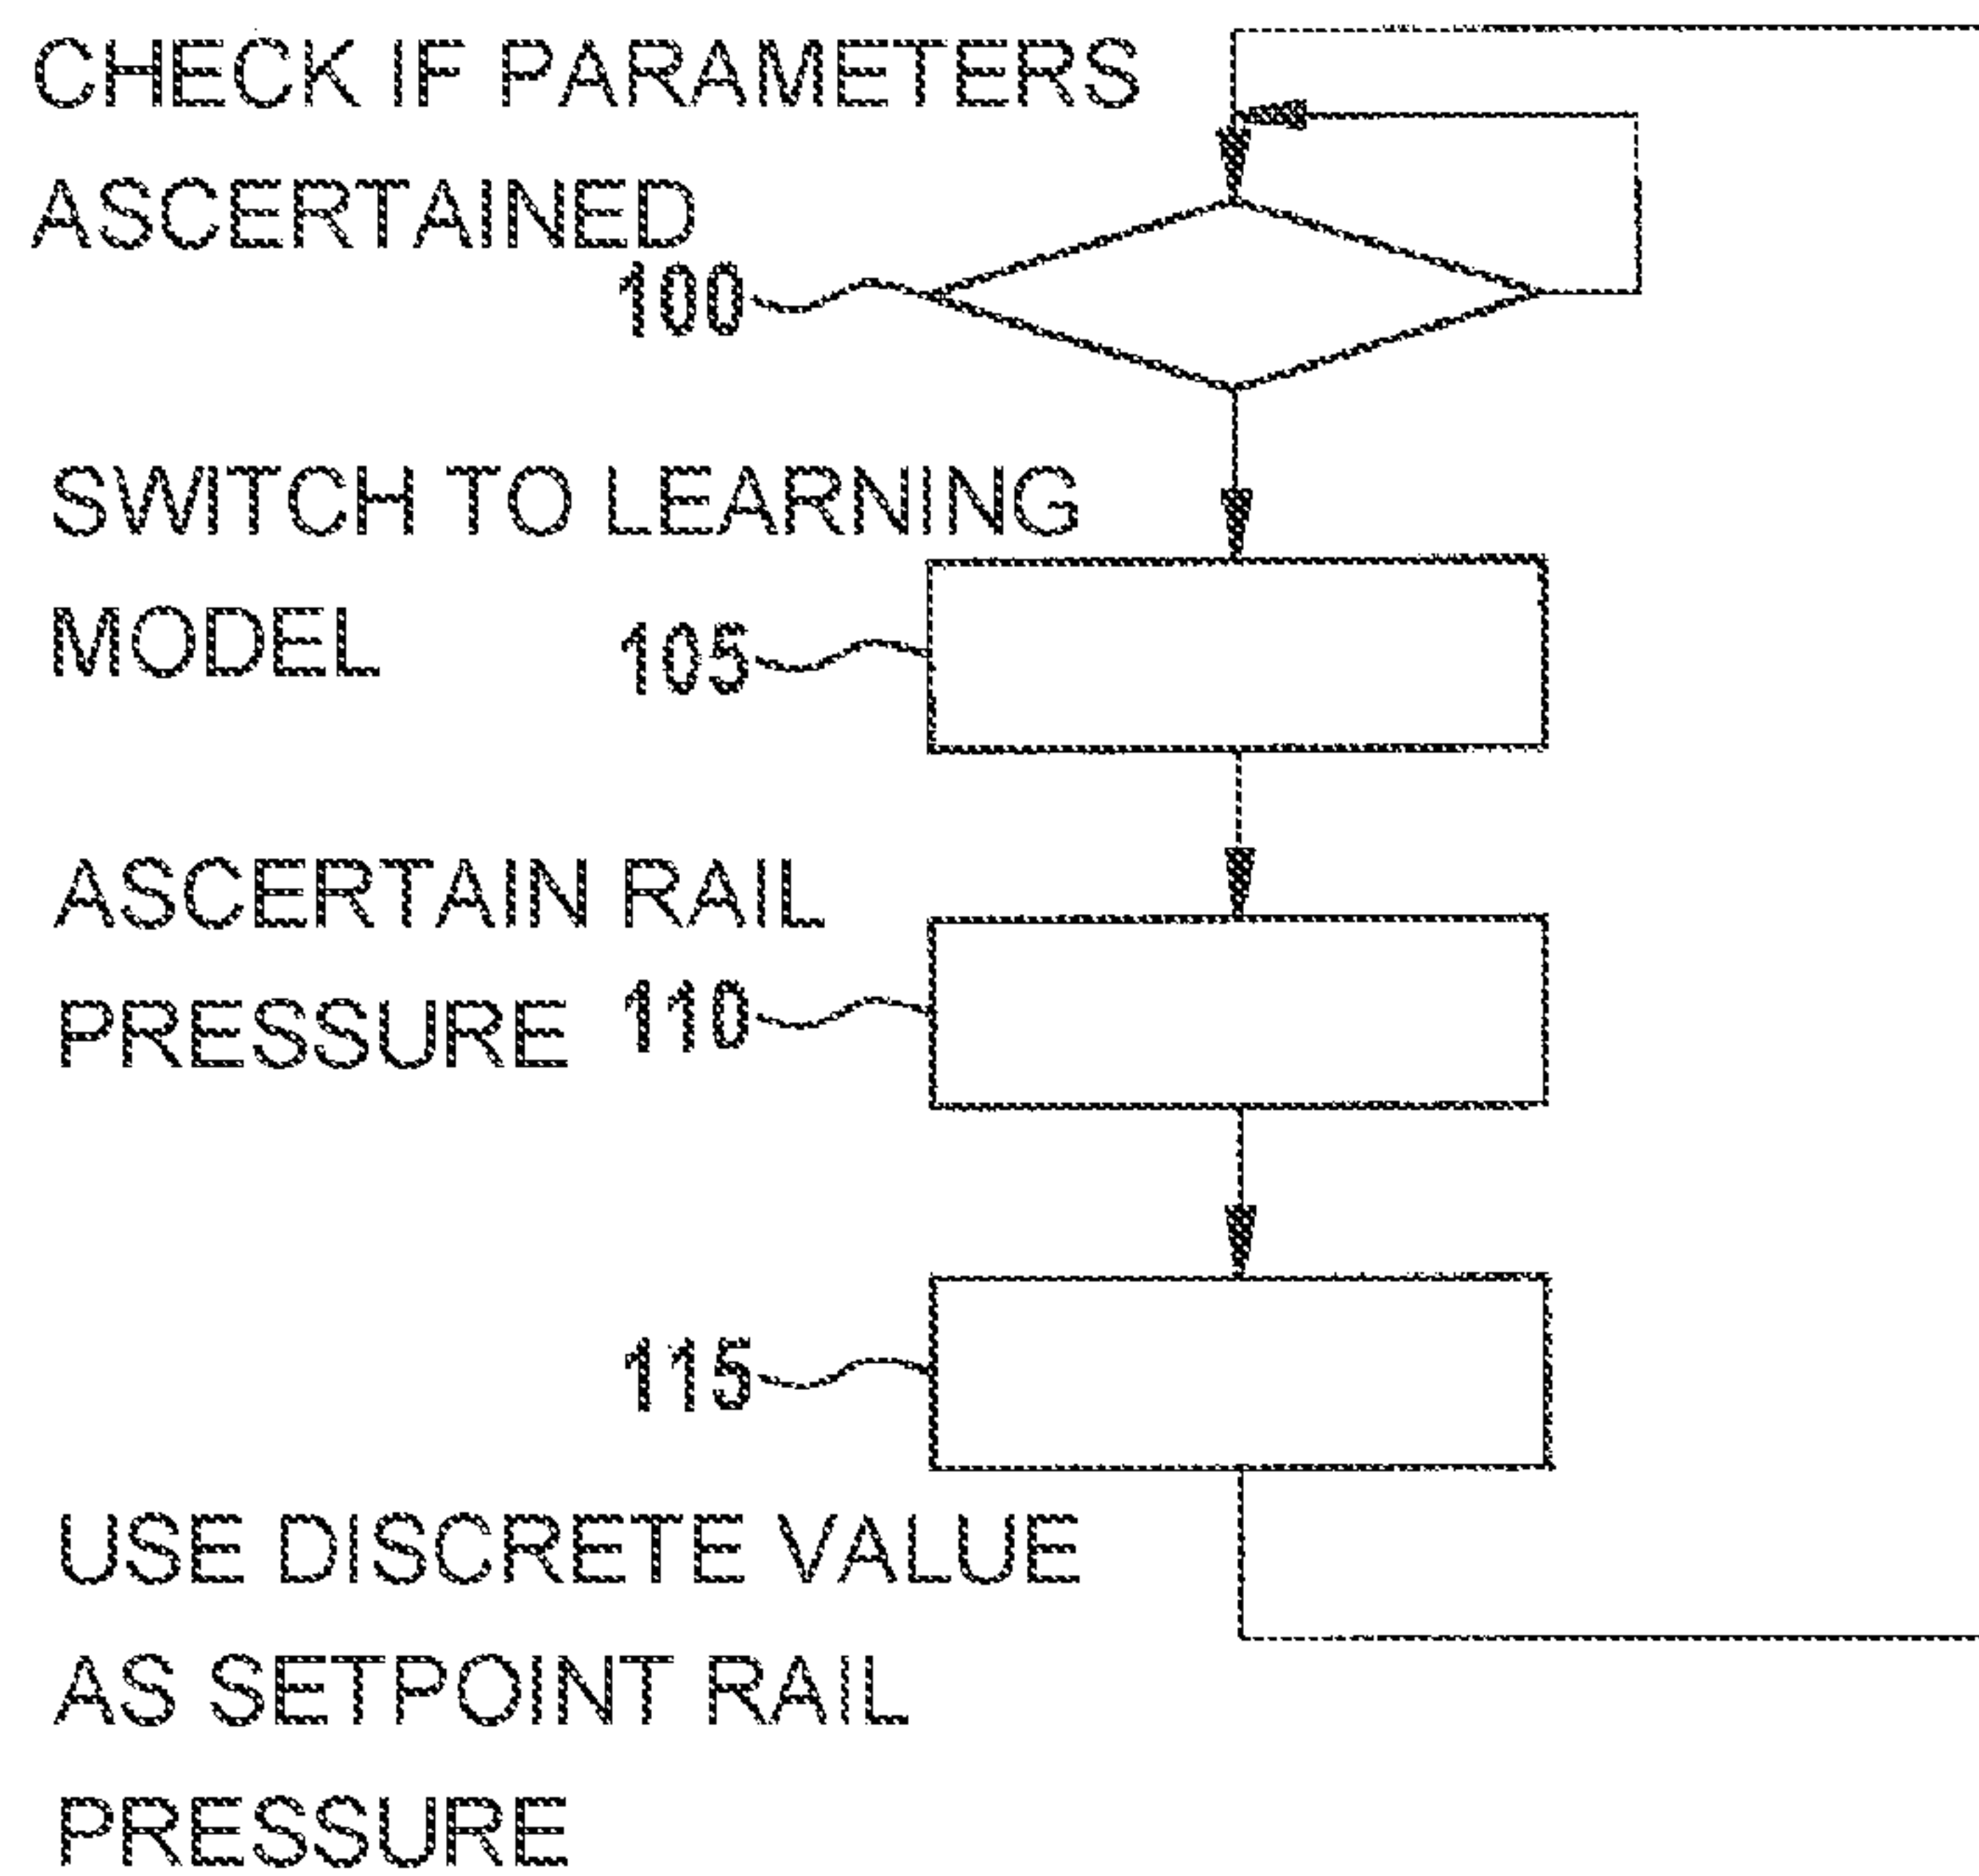 CHECK IF PARAMETERS
ASCERTAINED
100
SWITCH TO LEARNING
MODEL
105
ASCERTAIN RAIL
PRESSURE
110
115
USE DISCRETE VALUE
AS SETPOINT RAIL
PRESSURE